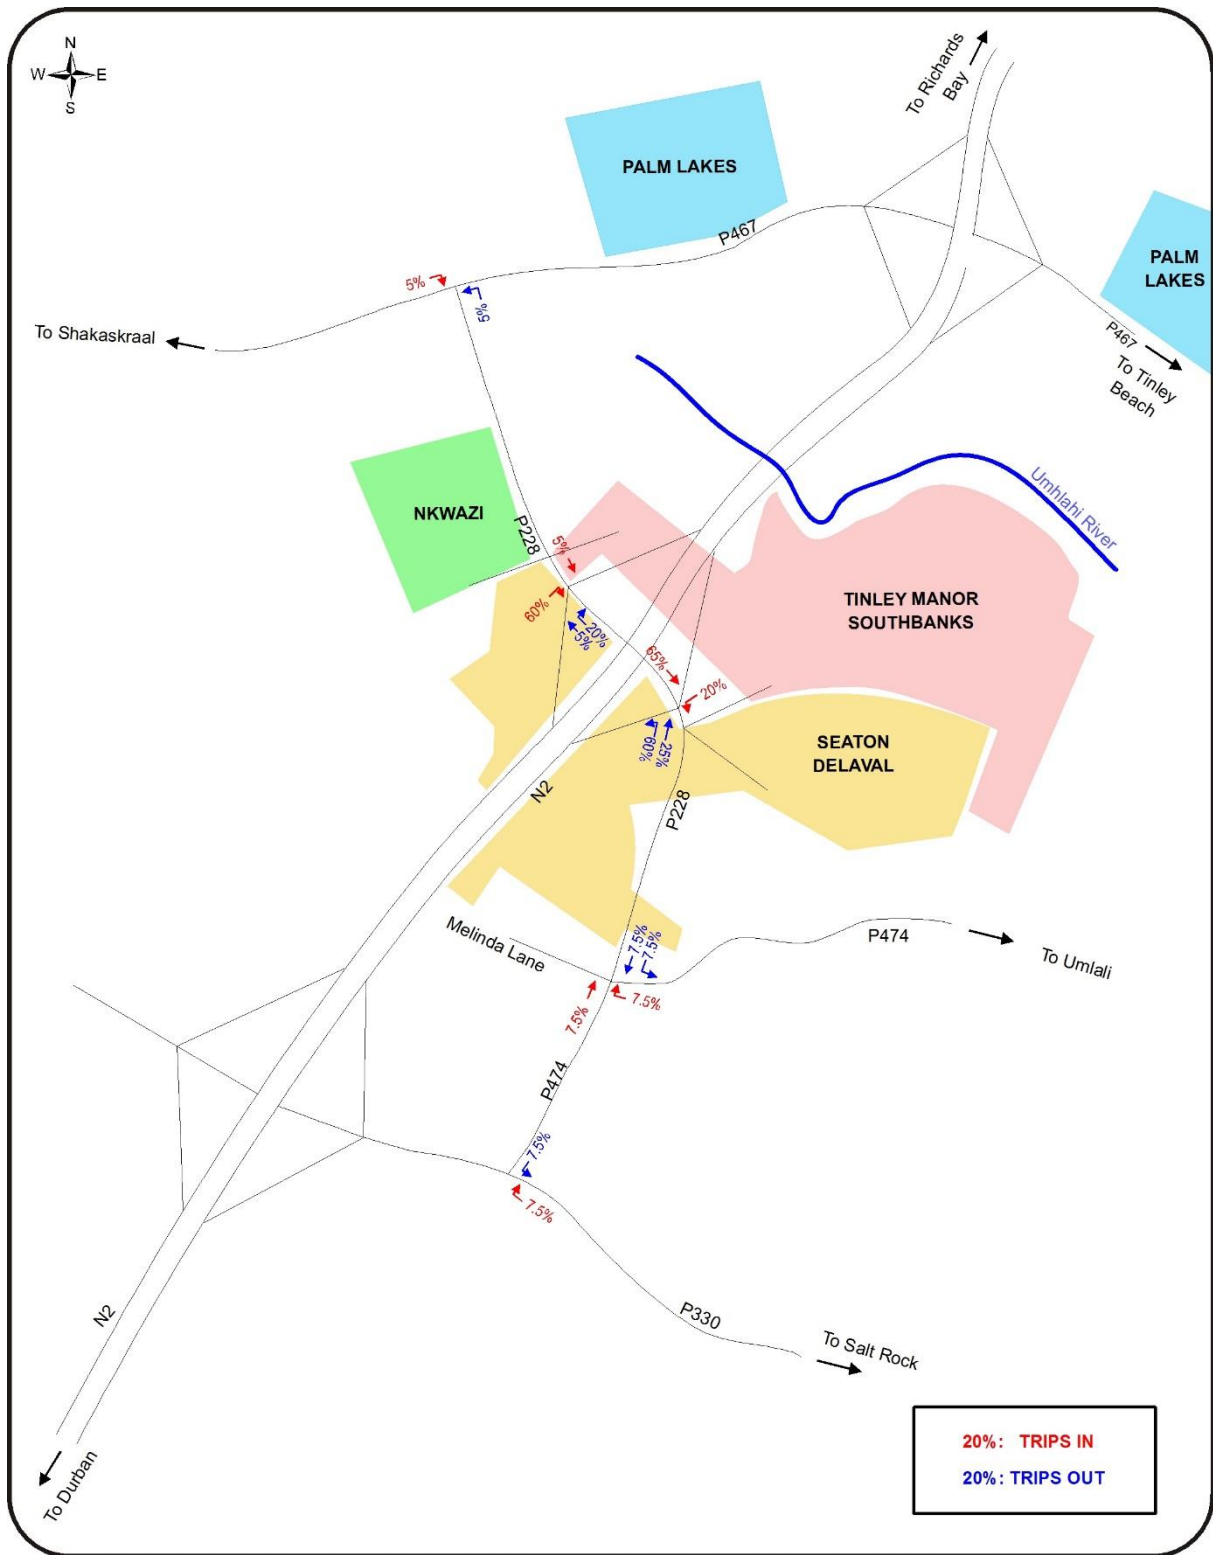 N
W E
S
To Richards
Bay
PALM LAKES
P467
PALM
LAKES
5%
5%
To Shakaskraal
P467
To Tinley
Beach
Umhlahi River
NKWAZI
P228
5%
TINLEY MANOR
SOUTHBANKS
60%
20%
5%
65%
20%
SEATON
DELAVAL
60%
25%
N2
P228
Melinda Lane
7.5%
7.5%
P474
To Umlali
7.5%
7.5%
P474
7.5%
7.5%
N2
P330
To Salt Rock
To Durban
20%: TRIPS IN
20%: TRIPS OUT